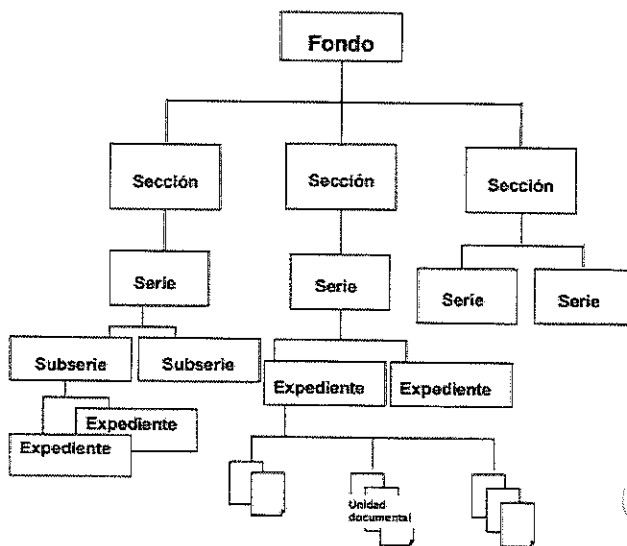 Fondo
Sección
Sección
Sección
Serie
Serie
Serie
Serie
Subserie
Subserie
Expediente
Expediente
Expediente
Expediente
Unidad
documental